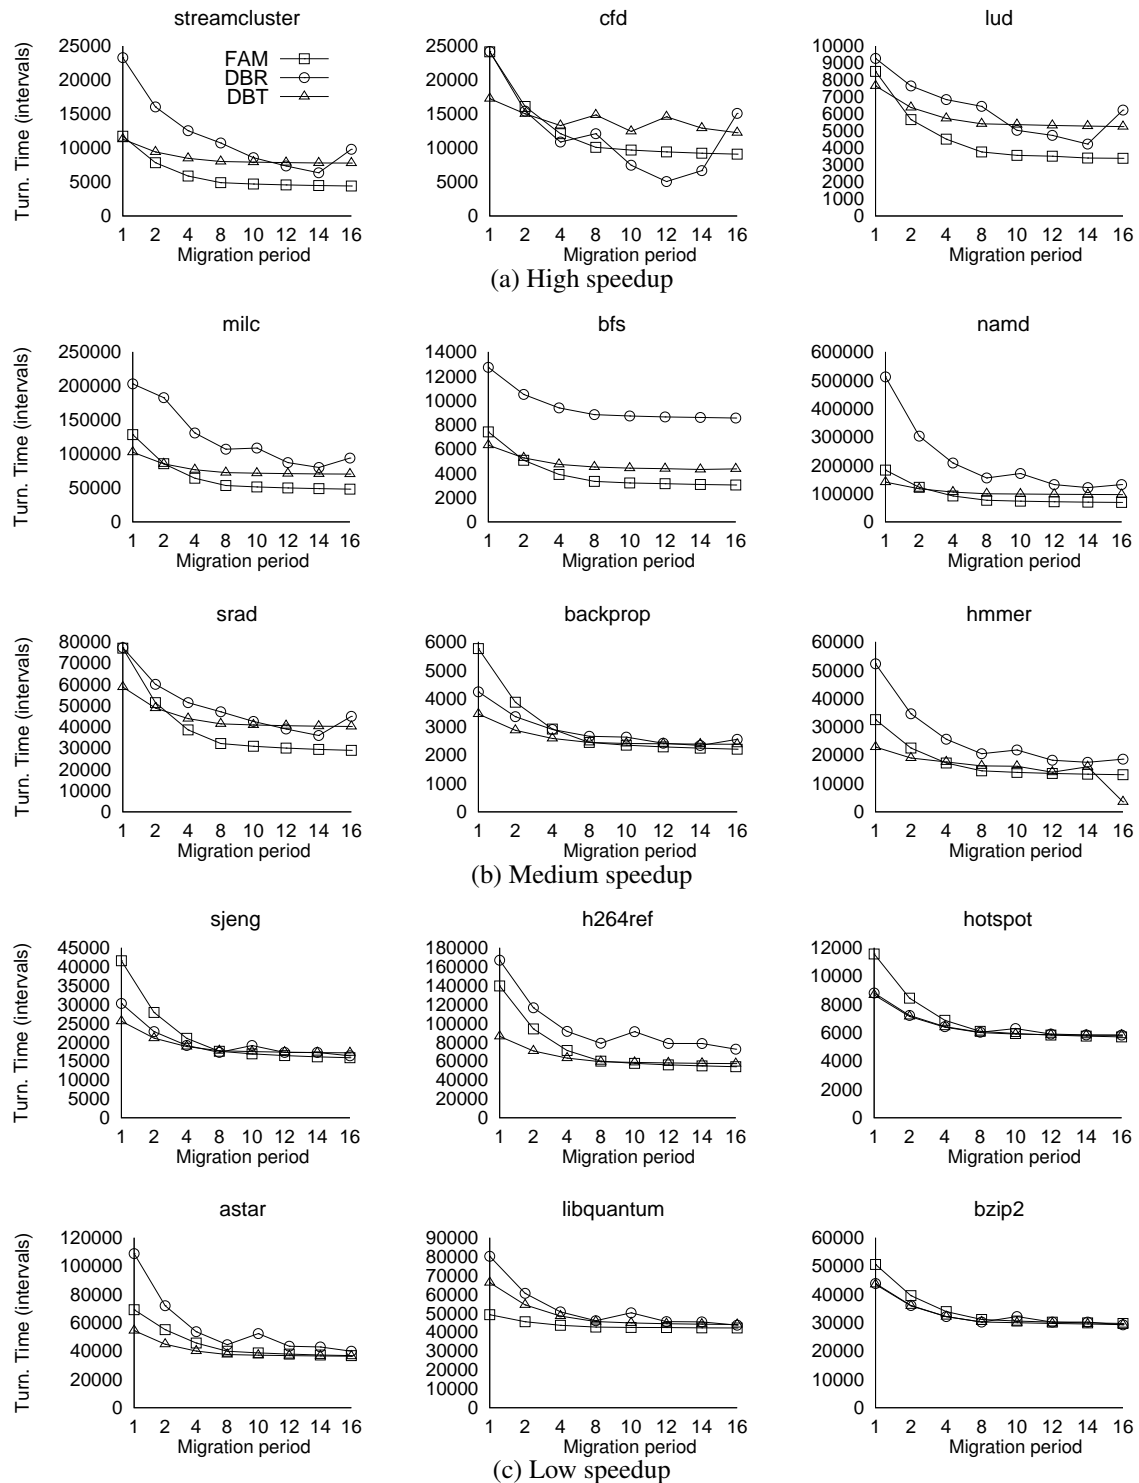 streamcluster
cfd
lud
Turn. Time (intervals)
25000
20000
15000
10000
5000
0
FAM
DBR
DBT
1 2 4 8 10 12 14 16
Migration period
25000
20000
15000
10000
5000
0
1 2 4 8 10 12 14 16
Migration period
10000
9000
8000
7000
6000
5000
4000
3000
2000
1000
0
1 2 4 8 10 12 14 16
Migration period
(a) High speedup
milc
bfs
namd
Turn. Time (intervals)
250000
200000
150000
100000
50000
0
1 2 4 8 10 12 14 16
Migration period
14000
12000
10000
8000
6000
4000
2000
0
1 2 4 8 10 12 14 16
Migration period
600000
500000
400000
300000
200000
100000
0
1 2 4 8 10 12 14 16
Migration period
srad
backprop
hmmer
Turn. Time (intervals)
80000
70000
60000
50000
40000
30000
20000
10000
0
1 2 4 8 10 12 14 16
Migration period
6000
5000
4000
3000
2000
1000
0
1 2 4 8 10 12 14 16
Migration period
60000
50000
40000
30000
20000
10000
0
1 2 4 8 10 12 14 16
Migration period
(b) Medium speedup
sjeng
h264ref
hotspot
Turn. Time (intervals)
45000
40000
35000
30000
25000
20000
15000
10000
5000
0
1 2 4 8 10 12 14 16
Migration period
180000
160000
140000
120000
100000
80000
60000
40000
20000
0
1 2 4 8 10 12 14 16
Migration period
12000
10000
8000
6000
4000
2000
0
1 2 4 8 10 12 14 16
Migration period
astar
libquantum
bzip2
Turn. Time (intervals)
120000
100000
80000
60000
40000
20000
0
1 2 4 8 10 12 14 16
Migration period
90000
80000
70000
60000
50000
40000
30000
20000
10000
0
1 2 4 8 10 12 14 16
Migration period
60000
50000
40000
30000
20000
10000
0
1 2 4 8 10 12 14 16
Migration period
(c) Low speedup